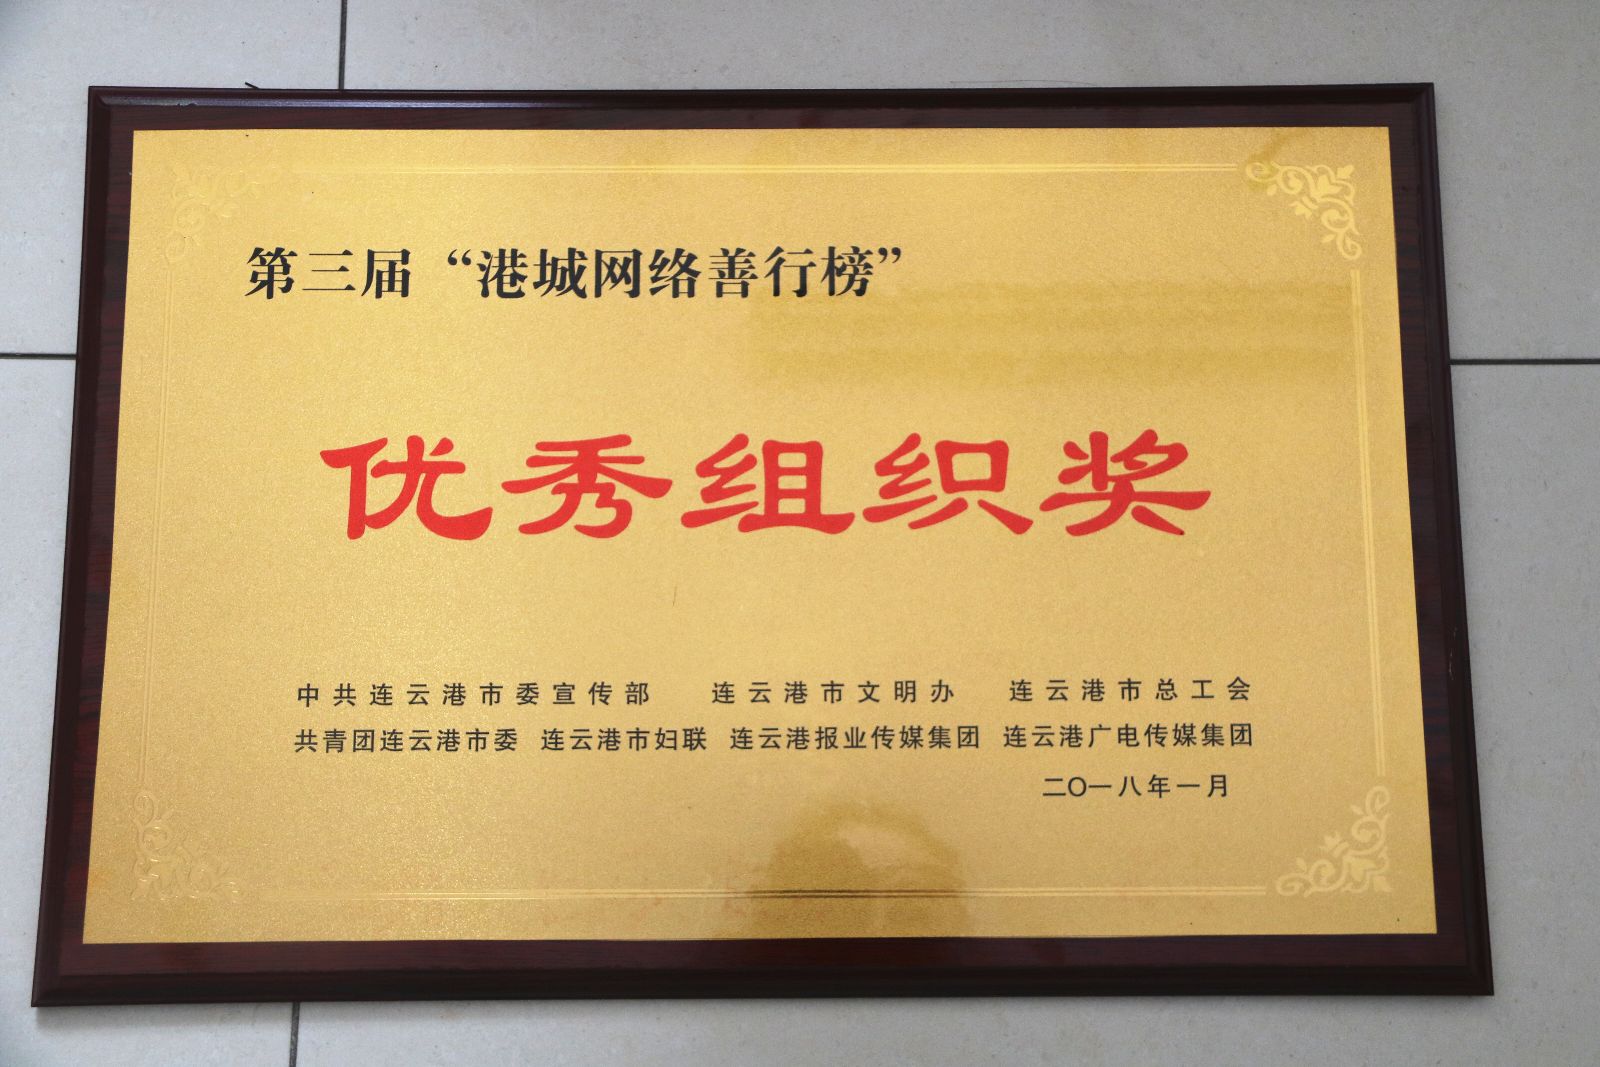 第三届“港城网络善行榜”
优秀组织奖
中共连云港市委宣传部 连云港市文明办 连云港市总工会
共青团连云港市委 连云港市妇联 连云港报业传媒集团 连云港广电传媒集团
二〇一八年一月